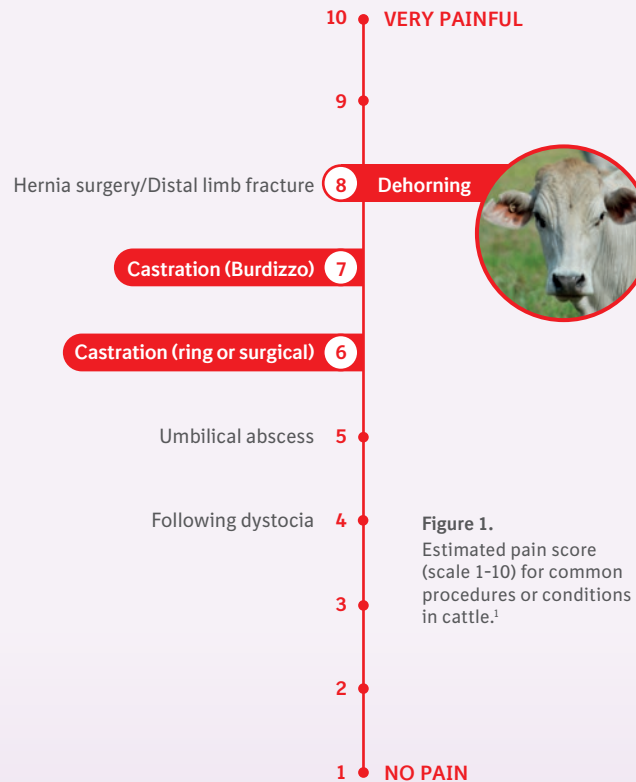 10 VERY PAINFUL
9
Hernia surgery/Distal limb fracture 8 Dehorning
Castration (Burdizzo) 7
Castration (ring or surgical) 6
Umbilical abscess 5
Following dystocia 4
Figure 1.
Estimated pain score
(scale 1-10) for common
procedures or conditions
in cattle.¹
3
2
1 NO PAIN